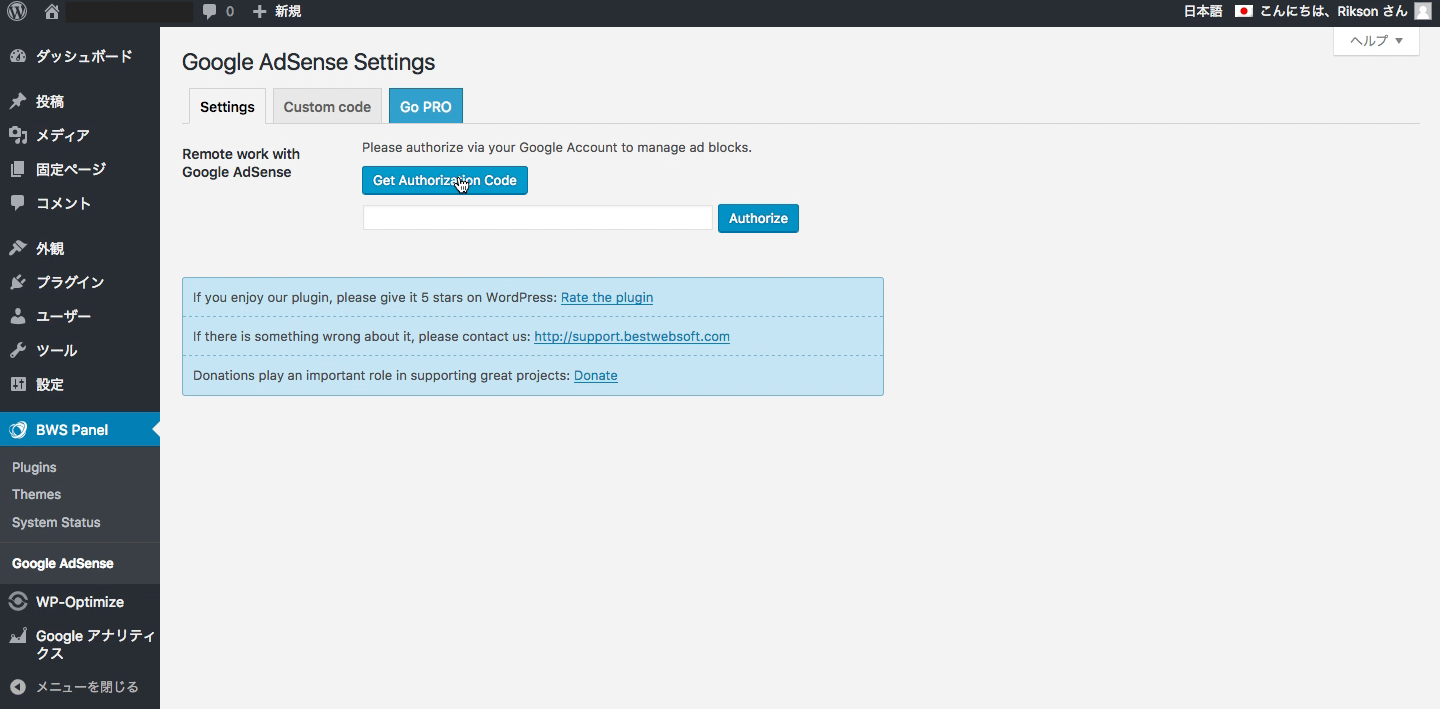 0 新規 日本語 こんにちは、Rikson さん
ヘルプ ▼
ダッシュボード
投稿
メディア
固定ページ
コメント
外観
プラグイン
ユーザー
ツール
設定
BWS Panel
Plugins
Themes
System Status
Google AdSense
WP-Optimize
Google アナリティ
クス
メニューを閉じる
Google AdSense Settings
Settings Custom code Go PRO
Remote work with
Google AdSense
Please authorize via your Google Account to manage ad blocks.
Get Authorization Code
Authorize
If you enjoy our plugin, please give it 5 stars on WordPress: Rate the plugin
If there is something wrong about it, please contact us: http://support.bestwebsoft.com
Donations play an important role in supporting great projects: Donate